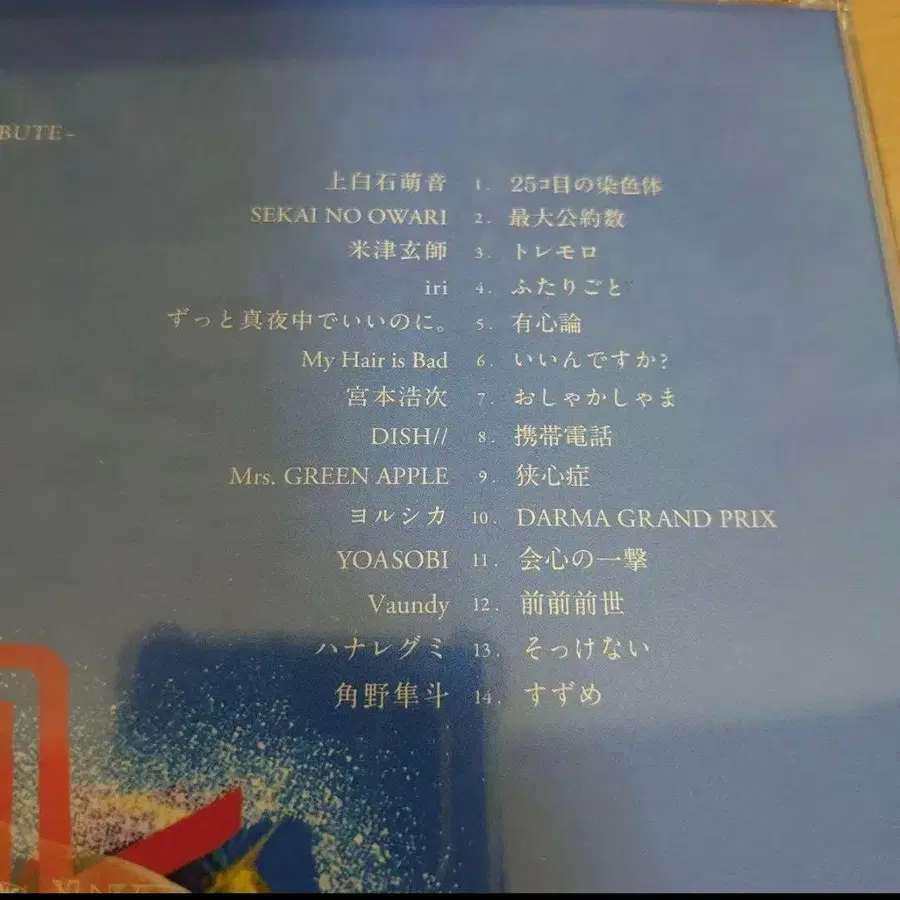 BUTE-
上白石萌音 1. 25コ目の染色体
SEKAI NO OWARI 2. 最大公約数
米津玄師 3. トレモロ
iri 4. ふたりごと
ずっと真夜中でいいのに。 5. 有心論
My Hair is Bad 6. いいんですか?
宮本浩次 7. おしゃかしゃま
DISH// 8. 携帯電話
Mrs. GREEN APPLE 9. 狭心症
ヨルシカ 10. DARMA GRAND PRIX
YOASOBI 11. 会心の一撃
Vaundy 12. 前前前世
ハナレグミ 13. そっけない
角野隼斗 14. すずめ